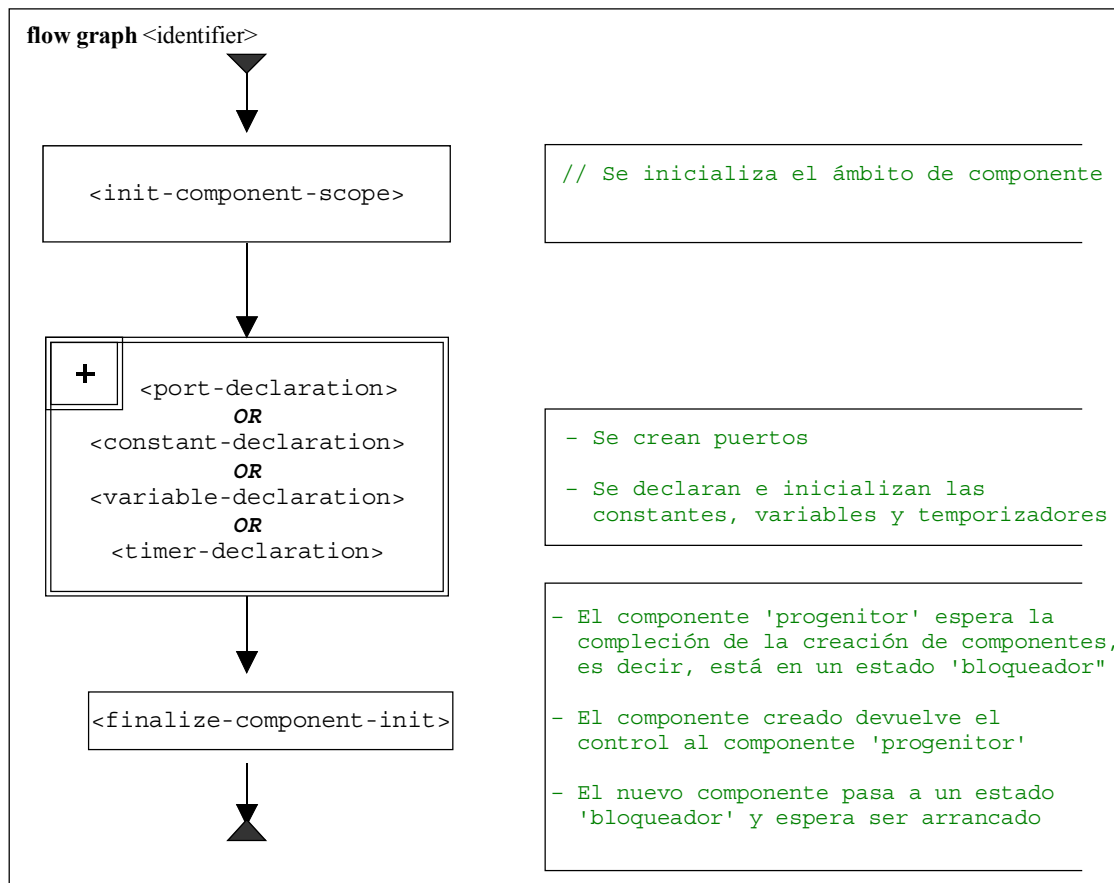 flow graph <identifier>
<init-component-scope>
// Se inicializa el ámbito de componente
+
<port-declaration>
OR
<constant-declaration>
OR
<variable-declaration>
OR
<timer-declaration>
- Se crean puertos
- Se declaran e inicializan las
constantes, variables y temporizadores
<finalize-component-init>
- El componente 'progenitor' espera la
compleción de la creación de componentes,
es decir, está en un estado 'bloqueador"
- El componente creado devuelve el
control al componente 'progenitor'
- El nuevo componente pasa a un estado
'bloqueador' y espera ser arrancado